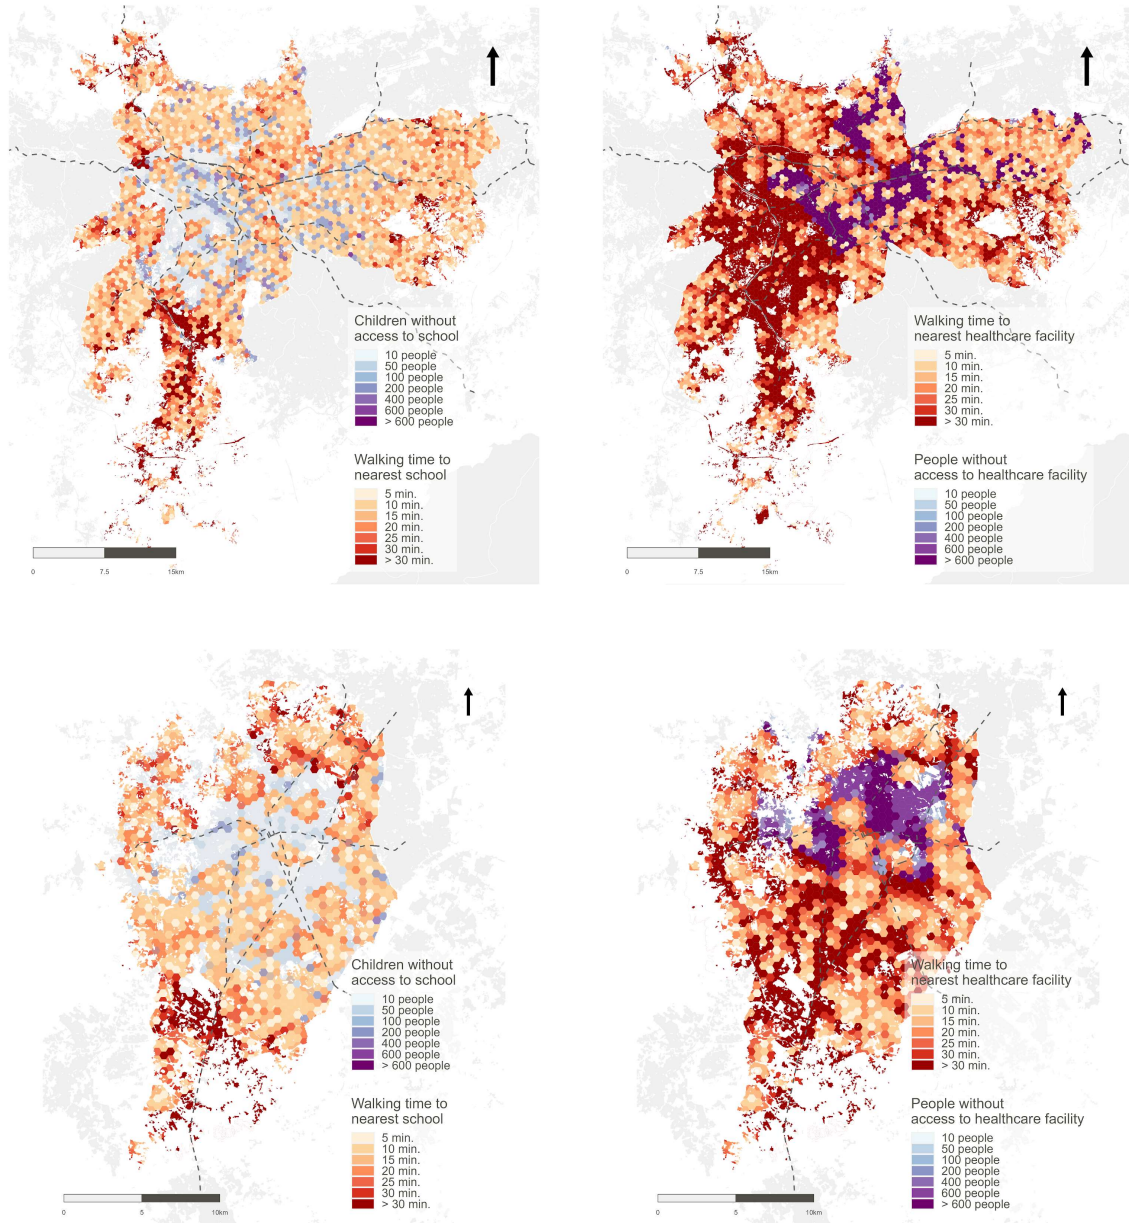 Children without
access to school
10 people
50 people
100 people
200 people
400 people
600 people
> 600 people
Walking time to
nearest school
5 min.
10 min.
15 min.
20 min.
25 min.
30 min.
> 30 min.
0 7.5 15km
Walking time to
nearest healthcare facility
5 min.
10 min.
15 min.
20 min.
25 min.
30 min.
> 30 min.
People without
access to healthcare facility
10 people
50 people
100 people
200 people
400 people
600 people
> 600 people
0 7.5 15km
Children without
access to school
10 people
50 people
100 people
200 people
400 people
600 people
> 600 people
Walking time to
nearest school
5 min.
10 min.
15 min.
20 min.
25 min.
30 min.
> 30 min.
0 5 10km
Walking time to
nearest healthcare facility
5 min.
10 min.
15 min.
20 min.
25 min.
30 min.
> 30 min.
People without
access to healthcare facility
10 people
50 people
100 people
200 people
400 people
600 people
> 600 people
0 5 10km